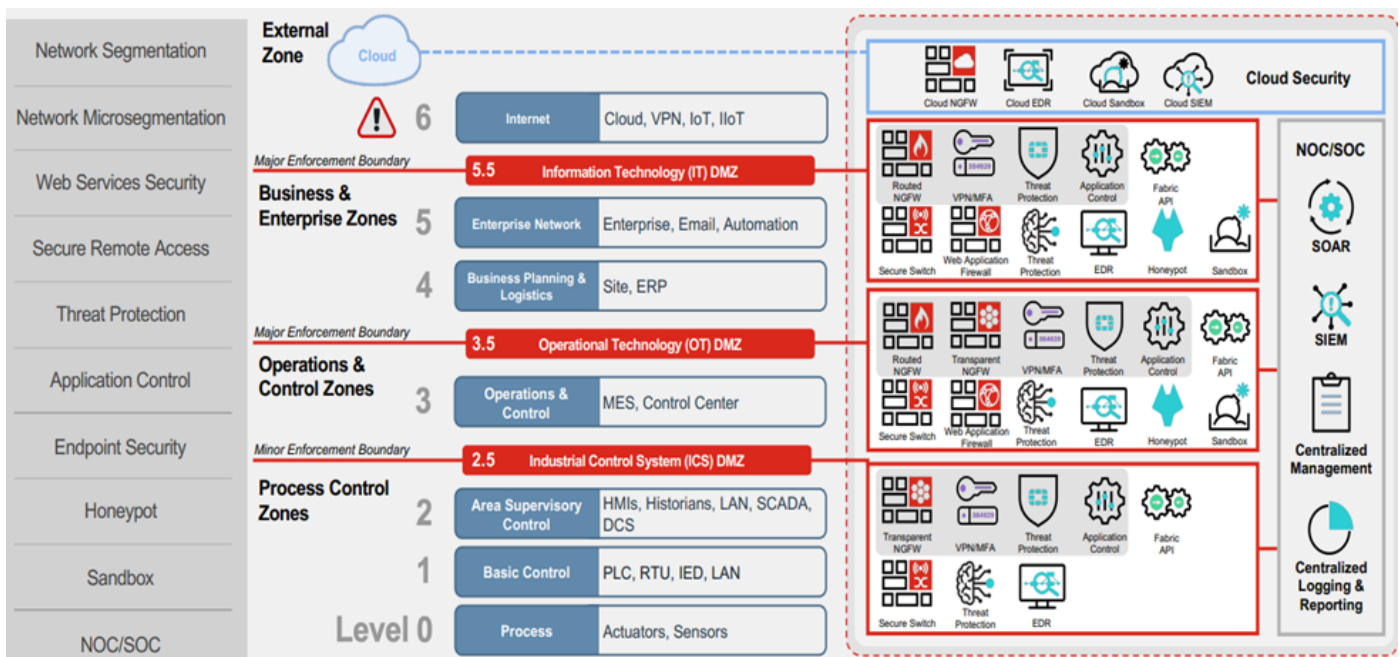 Network Segmentation
Network Microsegmentation
Web Services Security
Secure Remote Access
Threat Protection
Application Control
Endpoint Security
Honeypot
Sandbox
NOC/SOC
External
Zone
Cloud
6
Internet
Cloud, VPN, IoT, IIoT
Major Enforcement Boundary
5.5
Information Technology (IT) DMZ
Business &
Enterprise Zones
5
Enterprise Network
Enterprise, Email, Automation
4
Business Planning &
Logistics
Site, ERP
Major Enforcement Boundary
3.5
Operational Technology (OT) DMZ
Operations &
Control Zones
3
Operations &
Control
MES, Control Center
Minor Enforcement Boundary
2.5
Industrial Control System (ICS) DMZ
Process Control
Zones
2
Area Supervisory
Control
HMIs, Historians, LAN, SCADA,
DCS
1
Basic Control
PLC, RTU, IED, LAN
Level 0
Process
Actuators, Sensors
Cloud NGFW
Cloud EDR
Cloud Sandbox
Cloud SIEM
Cloud Security
Routed
NGFW
VPN/MFA
Threat
Protection
Application
Control
Fabric
API
Secure Switch
Web Application
Firewall
Threat
Protection
EDR
Honeypot
Sandbox
Routed
NGFW
Transparent
NGFW
VPN/MFA
Threat
Protection
Application
Control
Fabric
API
Secure Switch
Web Application
Firewall
Threat
Protection
EDR
Honeypot
Sandbox
Transparent
NGFW
VPN/MFA
Threat
Protection
Application
Control
Fabric
API
Secure Switch
Threat
Protection
EDR
NOC/SOC
SOAR
SIEM
Centralized
Management
Centralized
Logging &
Reporting